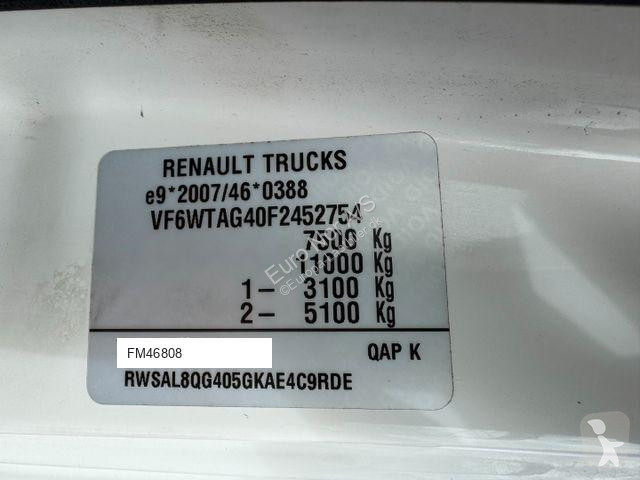 RENAULT TRUCKS
e9*2007/46*0388
VF6WTAG40F2452754
7500 Kg
11000 Kg
1 - 3100 Kg
2 - 5100 Kg
FM46808 QAP K
RWSAL8QG405GKAE4C9RDE